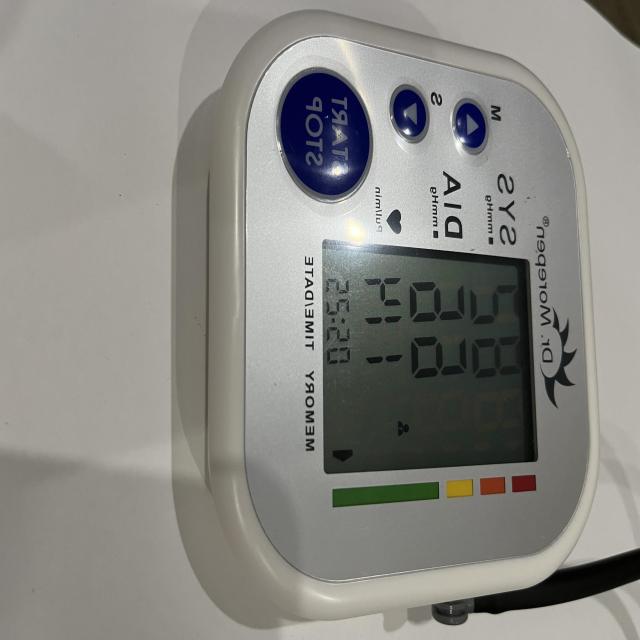 Dr. Morepen®
SYS
mmHg
DIA
mmHg
Pul/min
MEMORY
TIME/DATE
M
S
START
STOP